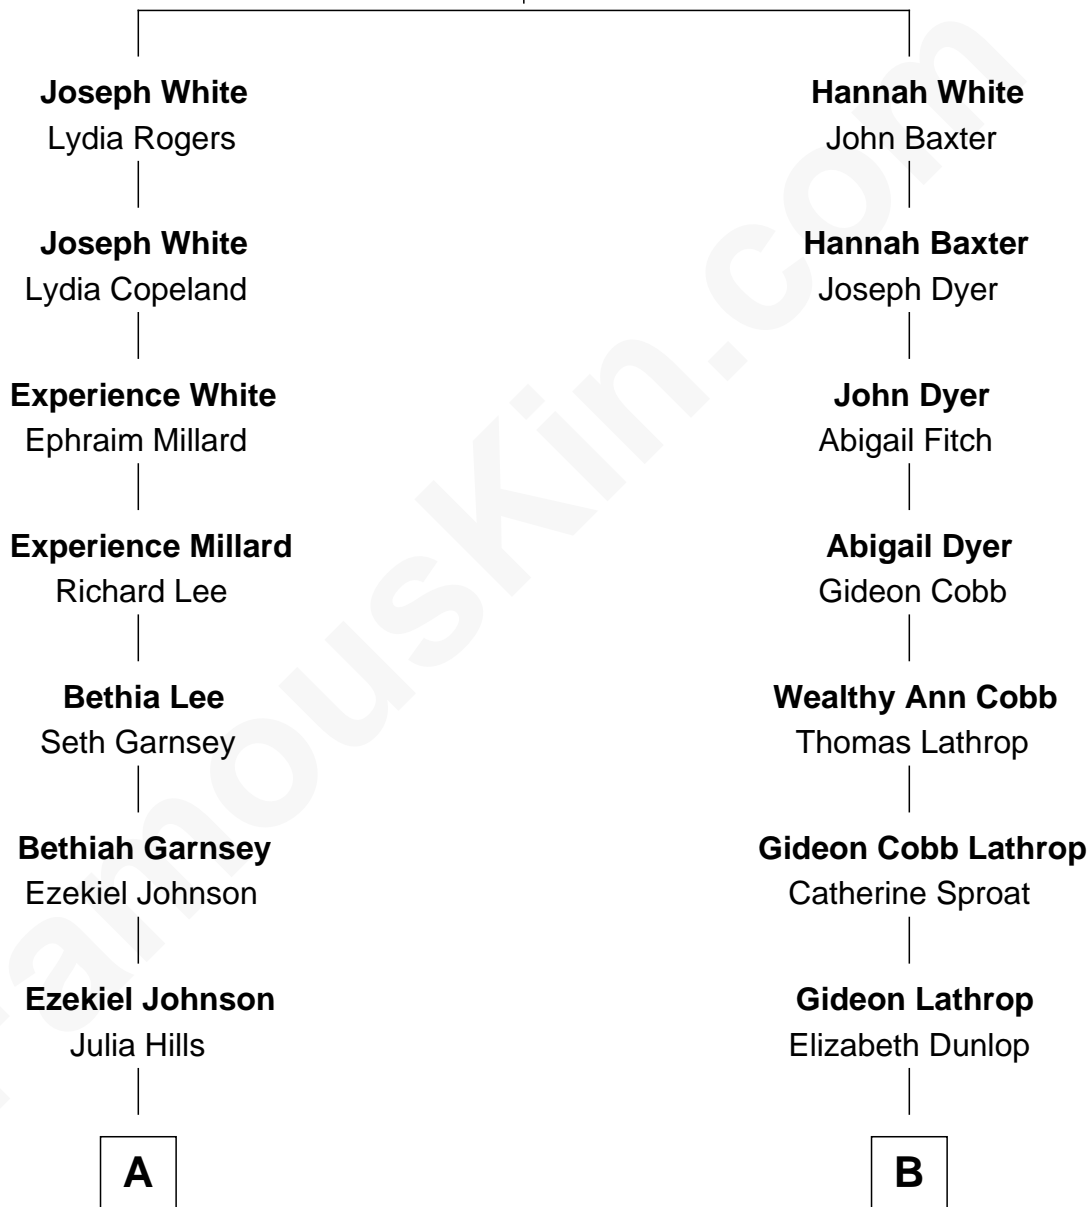 Joseph White
Lydia Rogers
Joseph White
Lydia Copeland
Experience White
Ephraim Millard
Experience Millard
Richard Lee
Bethia Lee
Seth Garnsey
Bethiah Garnsey
Ezekiel Johnson
Ezekiel Johnson
Julia Hills
A
Hannah White
John Baxter
Hannah Baxter
Joseph Dyer
John Dyer
Abigail Fitch
Abigail Dyer
Gideon Cobb
Wealthy Ann Cobb
Thomas Lathrop
Gideon Cobb Lathrop
Catherine Sproat
Gideon Lathrop
Elizabeth Dunlop
B
FamousKin.com